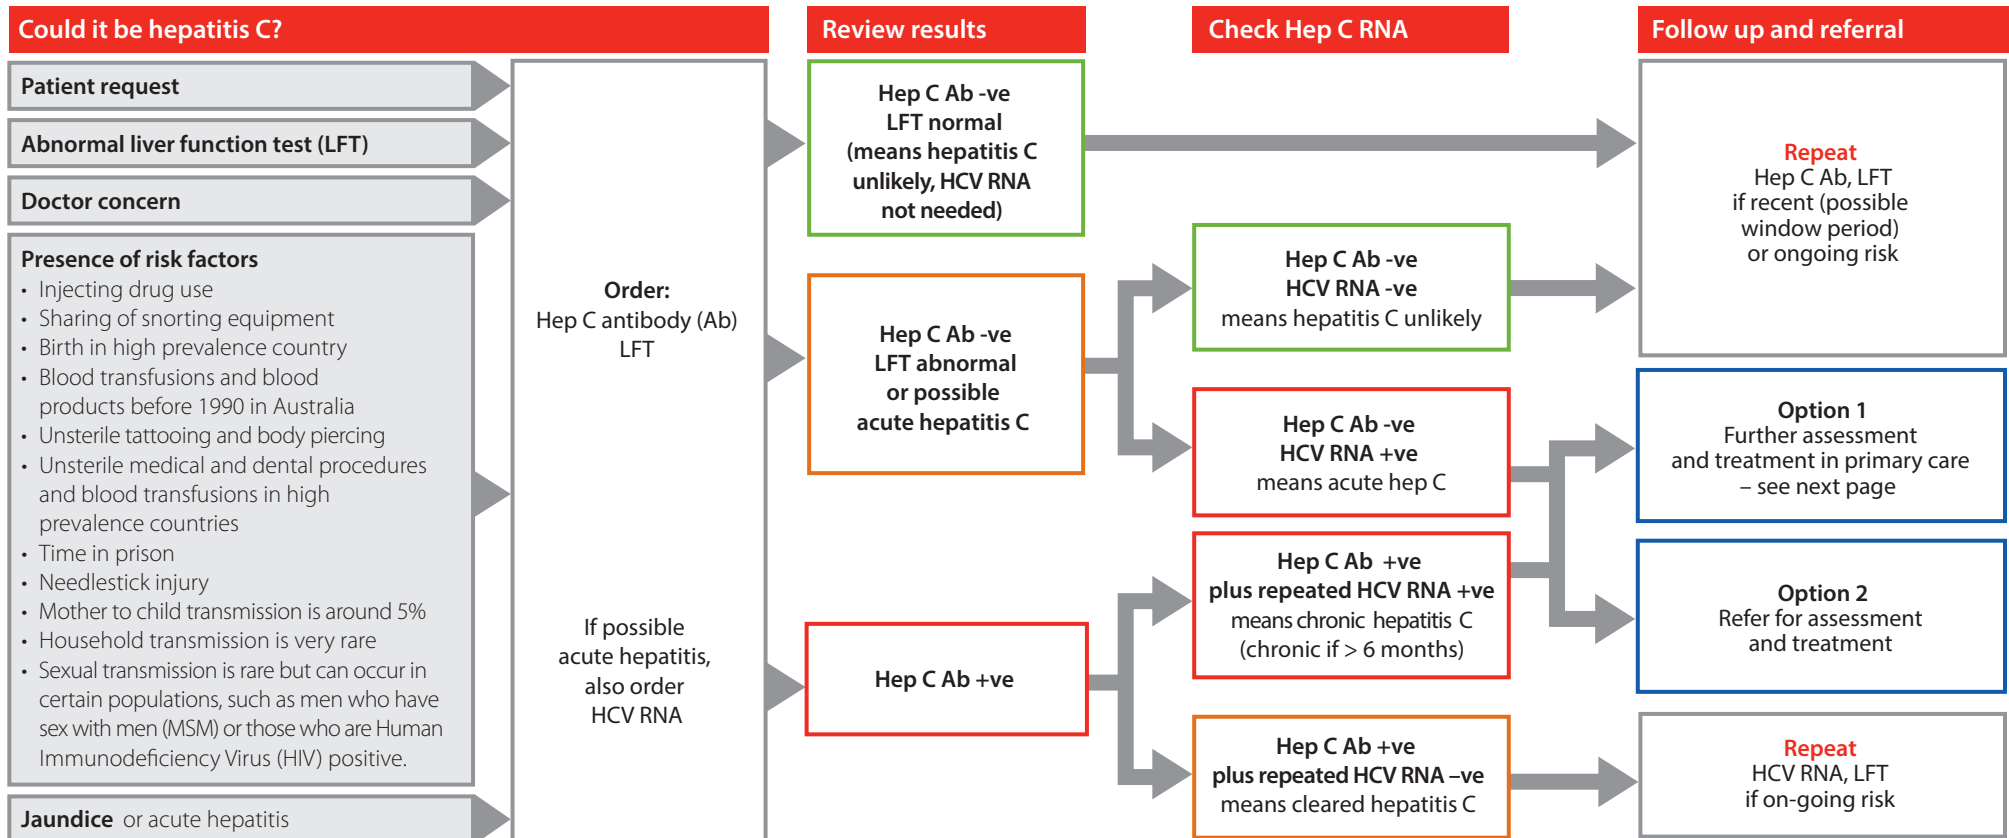 Could it be hepatitis C?
Patient request
Abnormal liver function test (LFT)
Doctor concern
Presence of risk factors
• Injecting drug use
• Sharing of snorting equipment
• Birth in high prevalence country
• Blood transfusions and blood
products before 1990 in Australia
• Unsterile tattooing and body piercing
• Unsterile medical and dental procedures
and blood transfusions in high
prevalence countries
• Time in prison
• Needlestick injury
• Mother to child transmission is around 5%
• Household transmission is very rare
• Sexual transmission is rare but can occur in
certain populations, such as men who have
sex with men (MSM) or those who are Human
Immunodeficiency Virus (HIV) positive.
Jaundice or acute hepatitis
Order:
Hep C antibody (Ab)
LFT
If possible
acute hepatitis,
also order
HCV RNA
Review results
Hep C Ab -ve
LFT normal
(means hepatitis C
unlikely, HCV RNA
not needed)
Hep C Ab -ve
LFT abnormal
or possible
acute hepatitis C
Hep C Ab +ve
Check Hep C RNA
Hep C Ab -ve
HCV RNA -ve
means hepatitis C unlikely
Hep C Ab -ve
HCV RNA +ve
means acute hep C
Hep C Ab +ve
plus repeated HCV RNA +ve
means chronic hepatitis C
(chronic if > 6 months)
Hep C Ab +ve
plus repeated HCV RNA –ve
means cleared hepatitis C
Follow up and referral
Repeat
Hep C Ab, LFT
if recent (possible
window period)
or ongoing risk
Option 1
Further assessment
and treatment in primary care
– see next page
Option 2
Refer for assessment
and treatment
Repeat
HCV RNA, LFT
if on-going risk